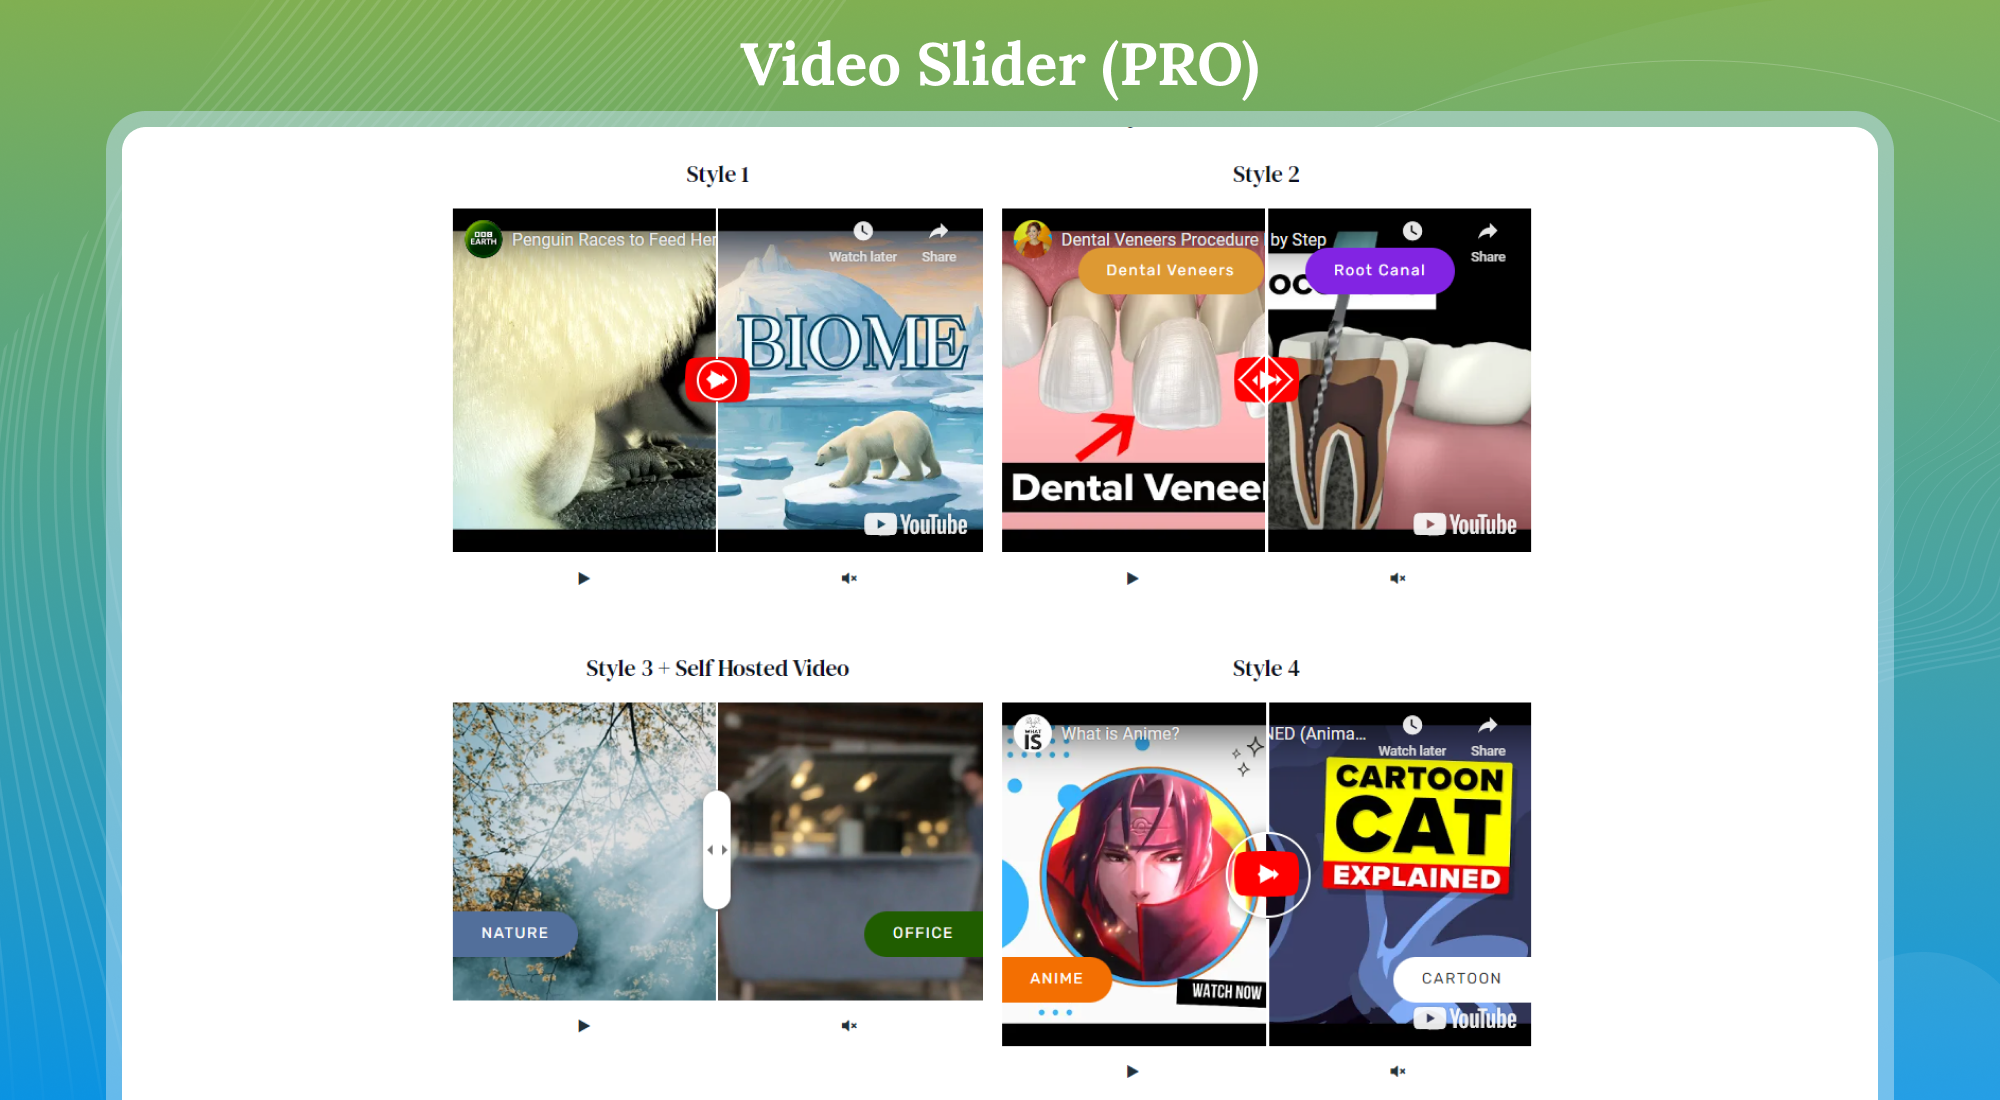 Video Slider (PRO)
Style 1
Style 2
BBC
EARTH
Penguin Races to Feed Her
Watch later
Share
BIOME
YouTube
Dental Veneers Procedure
by Step
Share
Dental Veneers
Root Canal
OC
Dental Veneer
YouTube
Style 3 + Self Hosted Video
Style 4
NATURE
OFFICE
WHAT
IS
What is Anime?
NED (Anima...
Watch later
Share
CARTOON
CAT
EXPLAINED
ANIME
WATCH NOW
CARTOON
YouTube